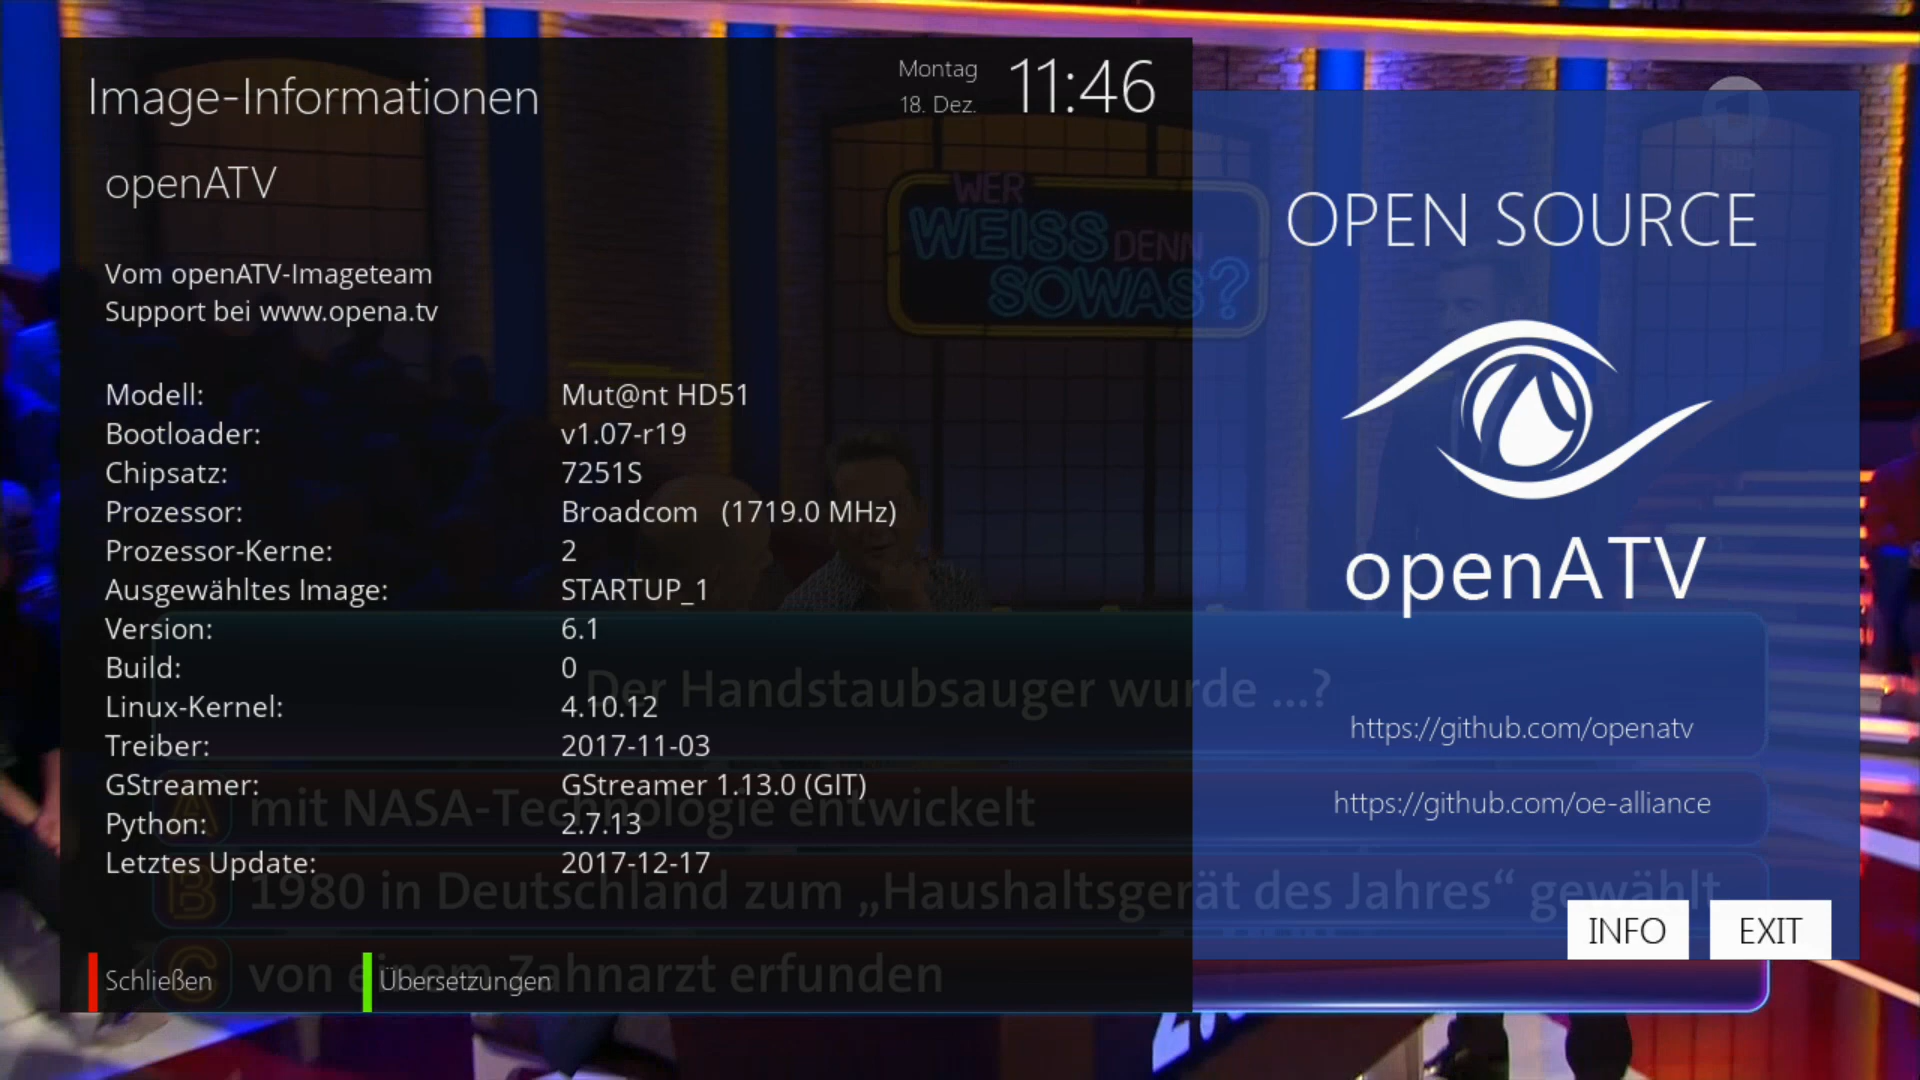 Image-Informationen
Montag
18. Dez.
11:46
openATV
Vom openATV-Imageteam
Support bei www.opena.tv
Modell: Mut@nt HD51
Bootloader: v1.07-r19
Chipsatz: 7251S
Prozessor: Broadcom (1719.0 MHz)
Prozessor-Kerne: 2
Ausgewähltes Image: STARTUP_1
Version: 6.1
Build: 0
Linux-Kernel: 4.10.12
Treiber: 2017-11-03
GStreamer: GStreamer 1.13.0 (GIT)
Python: 2.7.13
Letztes Update: 2017-12-17
Schließen
Übersetzungen
OPEN SOURCE
openATV
https://github.com/openatv
https://github.com/oe-alliance
INFO
EXIT
WER
WEISS DENN
SOWAS?
Der Handstaubsauger wurde ...?
A mit NASA-Technologie entwickelt
B 1980 in Deutschland zum „Haushaltsgerät des Jahres“ gewählt
C von einem Zahnarzt erfunden